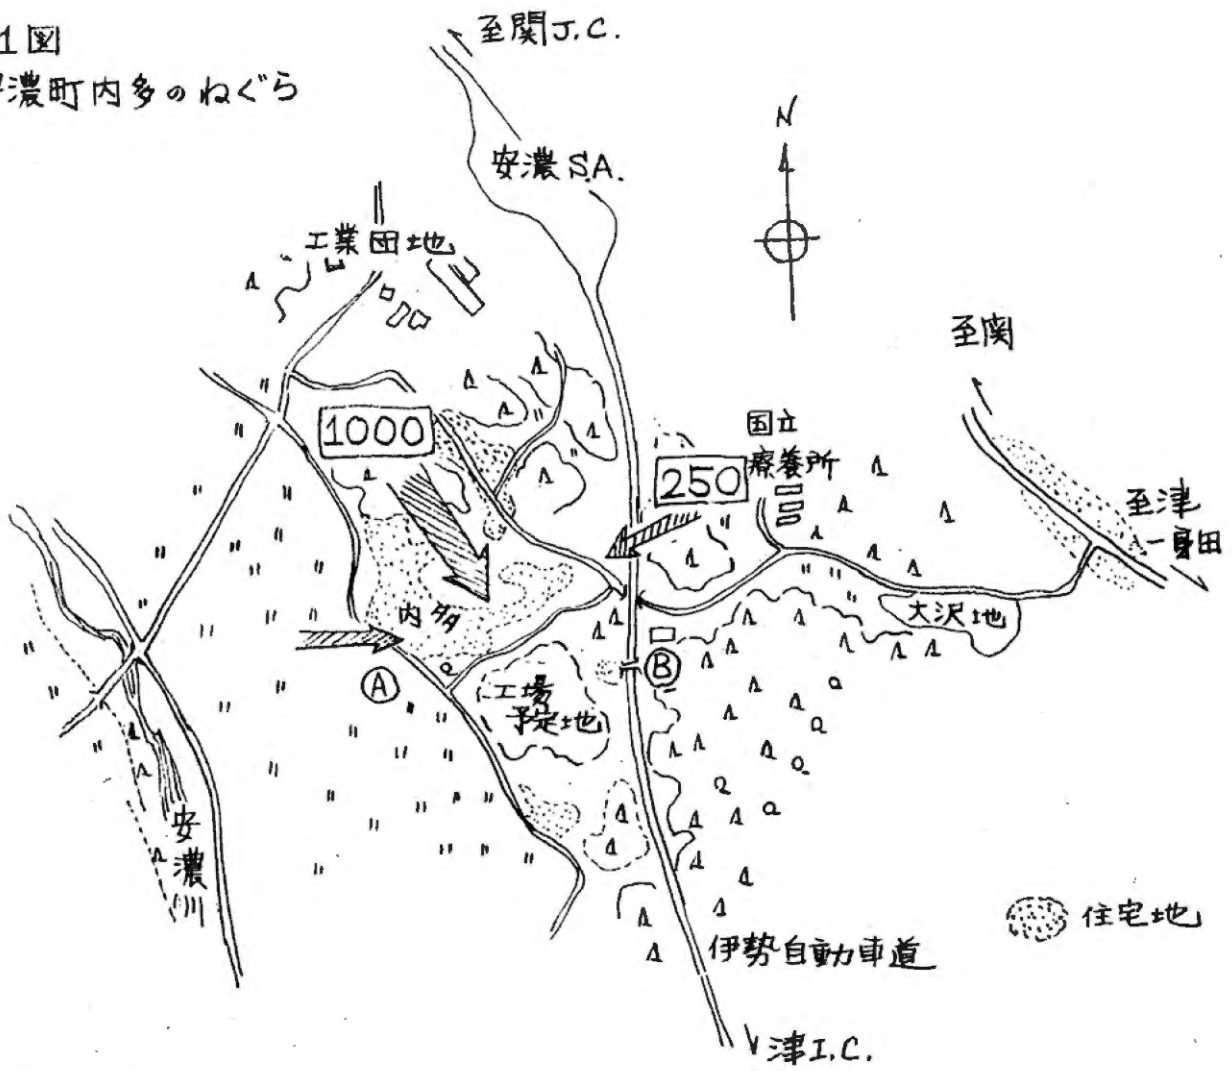 1図
濃町内多のねぐら
至関J.C.
安濃S.A.
N
工業団地
至関
1000
国立
療養所
250
至津
一身田
内多
大沢池
A
B
工場
予定地
安濃川
住宅地
伊勢自動車道
津I.C.